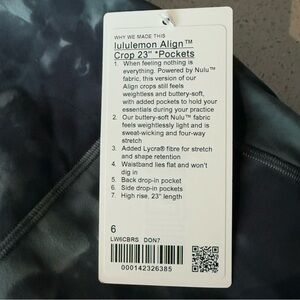 WHY WE MADE THIS
lululemon Align™
Crop 23" *Pockets
1. When feeling nothing is
everything. Powered by Nulu™
fabric, this version of our
Align crops still feels
weightless and buttery-soft,
with added pockets to hold your
essentials during your practice
2. Our buttery-soft Nulu™ fabric
feels weightlessly light and is
sweat-wicking and four-way
stretch
3. Added Lycra® fibre for stretch
and shape retention
4. Waistband lies flat and won't
dig in
5. Back drop-in pocket
6. Side drop-in pockets
7. High rise, 23" length
6
LW6CBRS DON7
000142326385